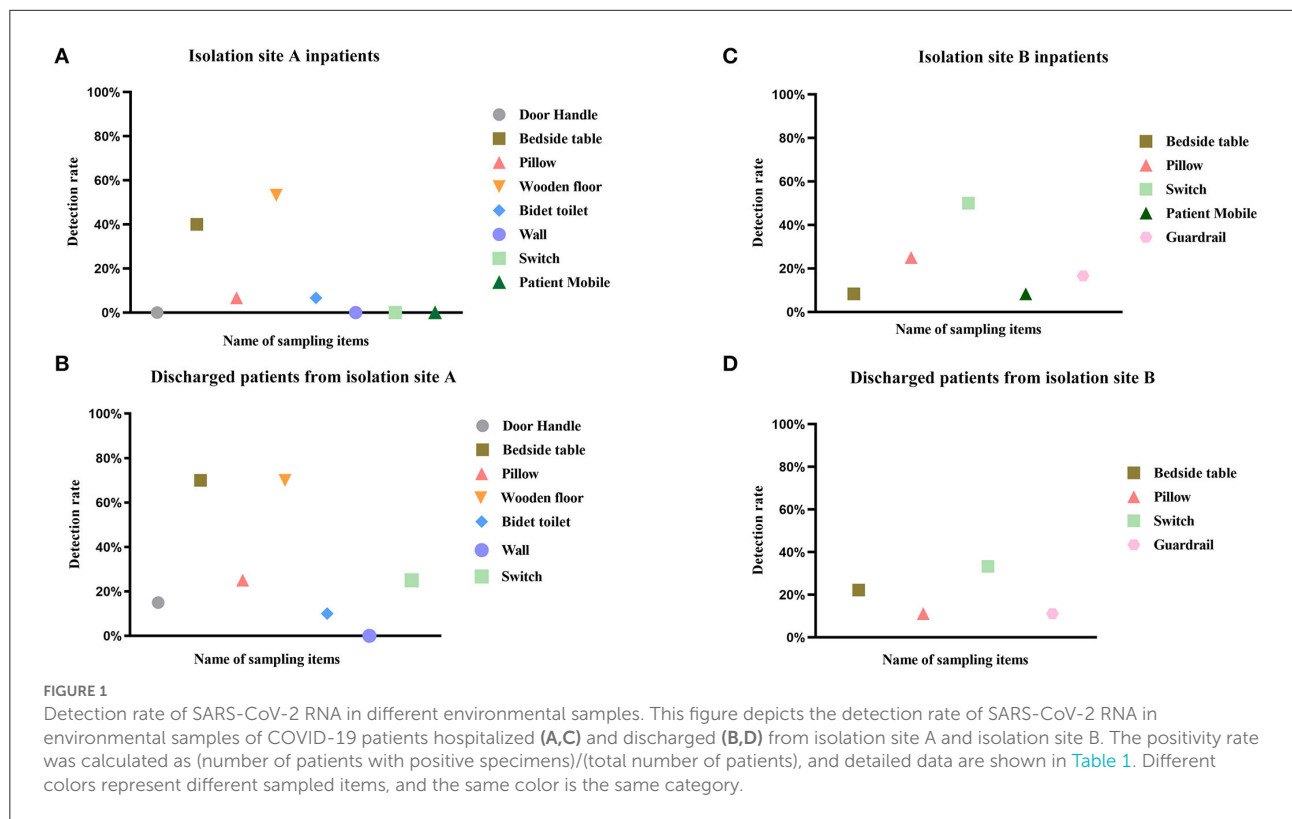 A
Isolation site A inpatients
100%
80%
60%
40%
20%
0%
Detection rate
Name of sampling items
Door Handle
Bedside table
Pillow
Wooden floor
Bidet toilet
Wall
Switch
Patient Mobile
C
Isolation site B inpatients
100%
80%
60%
40%
20%
0%
Detection rate
Name of sampling items
Bedside table
Pillow
Switch
Patient Mobile
Guardrail
B
Discharged patients from isolation site A
100%
80%
60%
40%
20%
0%
Detection rate
Name of sampling items
Door Handle
Bedside table
Pillow
Wooden floor
Bidet toilet
Wall
Switch
D
Discharged patients from isolation site B
100%
80%
60%
40%
20%
0%
Detection rate
Name of sampling items
Bedside table
Pillow
Switch
Guardrail
FIGURE 1
Detection rate of SARS-CoV-2 RNA in different environmental samples. This figure depicts the detection rate of SARS-CoV-2 RNA in
environmental samples of COVID-19 patients hospitalized (A,C) and discharged (B,D) from isolation site A and isolation site B. The positivity rate
was calculated as (number of patients with positive specimens)/(total number of patients), and detailed data are shown in Table 1. Different
colors represent different sampled items, and the same color is the same category.